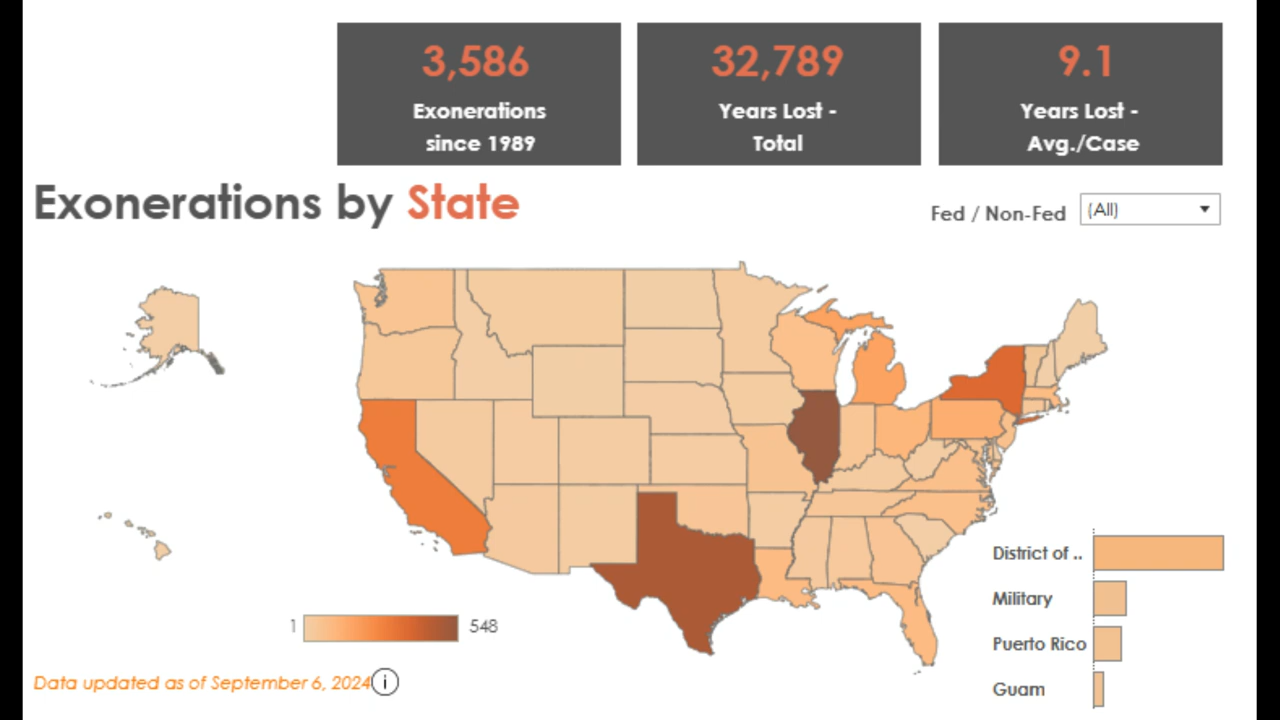 3,586
Exonerations
since 1989
32,789
Years Lost -
Total
9.1
Years Lost -
Avg./Case
Exonerations by State
Fed / Non-Fed
(All)
1
548
District of ..
Military
Puerto Rico
Guam
Data updated as of September 6, 2024
i